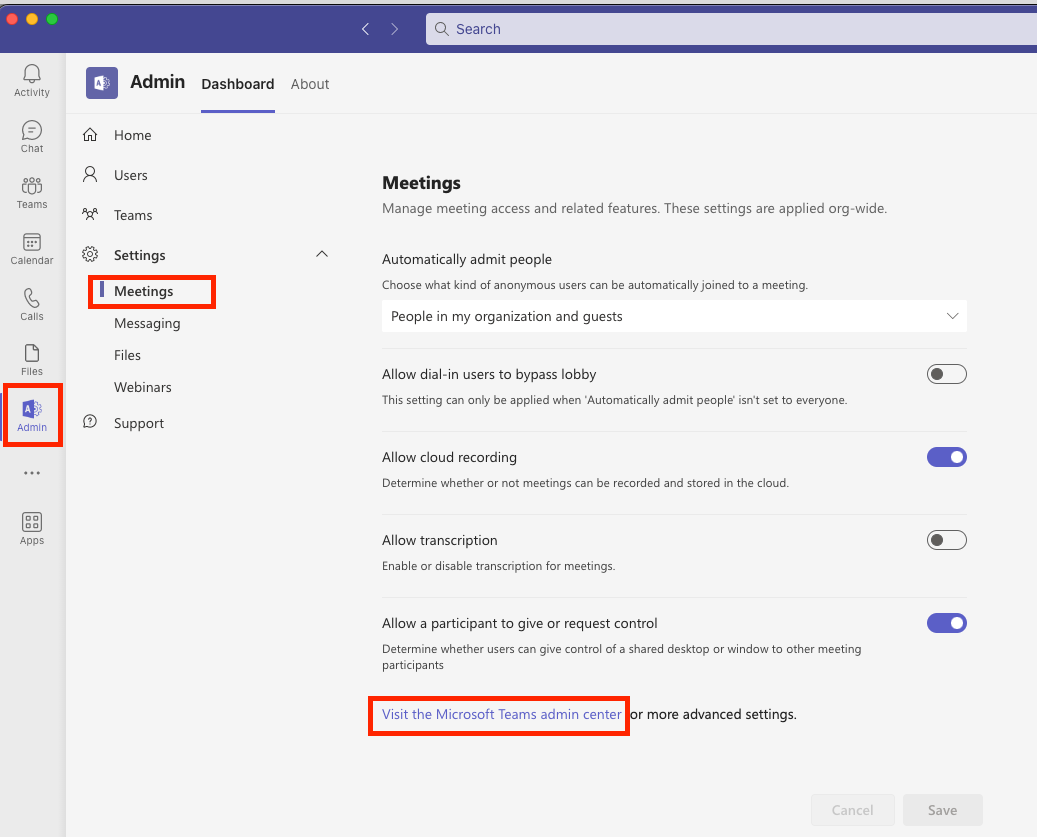 Search
Activity
Chat
Teams
Calendar
Calls
Files
Admin
Apps
Admin
Dashboard
About
Home
Users
Teams
Settings
Meetings
Messaging
Files
Webinars
Support
Meetings
Manage meeting access and related features. These settings are applied org-wide.
Automatically admit people
Choose what kind of anonymous users can be automatically joined to a meeting.
People in my organization and guests
Allow dial-in users to bypass lobby
This setting can only be applied when 'Automatically admit people' isn't set to everyone.
Allow cloud recording
Determine whether or not meetings can be recorded and stored in the cloud.
Allow transcription
Enable or disable transcription for meetings.
Allow a participant to give or request control
Determine whether users can give control of a shared desktop or window to other meeting
participants
Visit the Microsoft Teams admin center or more advanced settings.
Cancel
Save